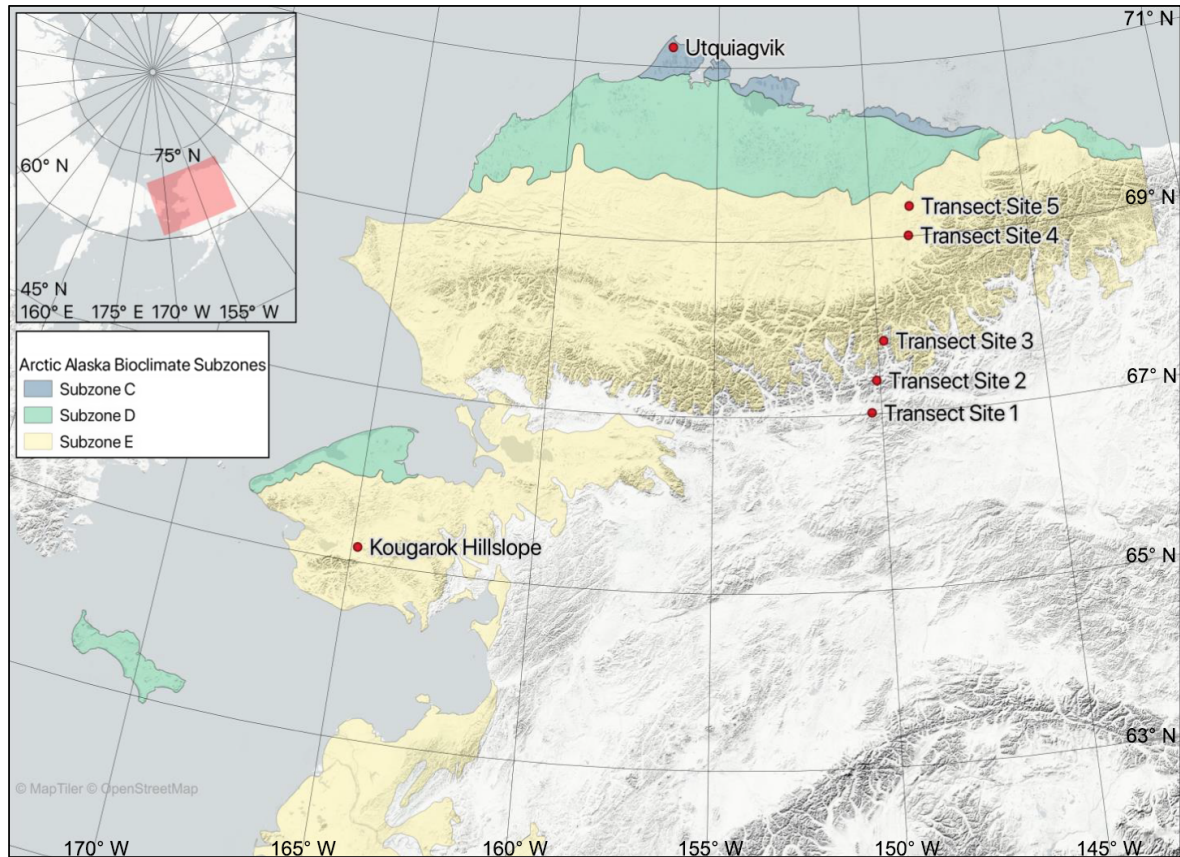 71° N
Utquiagvik
75° N
60° N
45° N
160° E
175° E
170° W
155° W
69° N
Transect Site 5
Transect Site 4
Arctic Alaska Bioclimate Subzones
Subzone C
Subzone D
Subzone E
Transect Site 3
67° N
Transect Site 2
Transect Site 1
Kougarok Hillslope
65° N
63° N
© MapTiler © OpenStreetMap
170° W
165° W
160° W
155° W
150° W
145° W